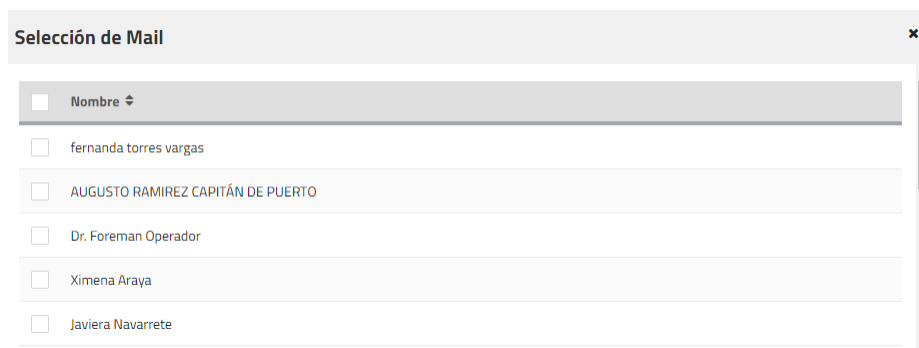 Selección de Mail
Nombre
fernanda torres vargas
AUGUSTO RAMIREZ CAPITÁN DE PUERTO
Dr. Foreman Operador
Ximena Araya
Javiera Navarrete